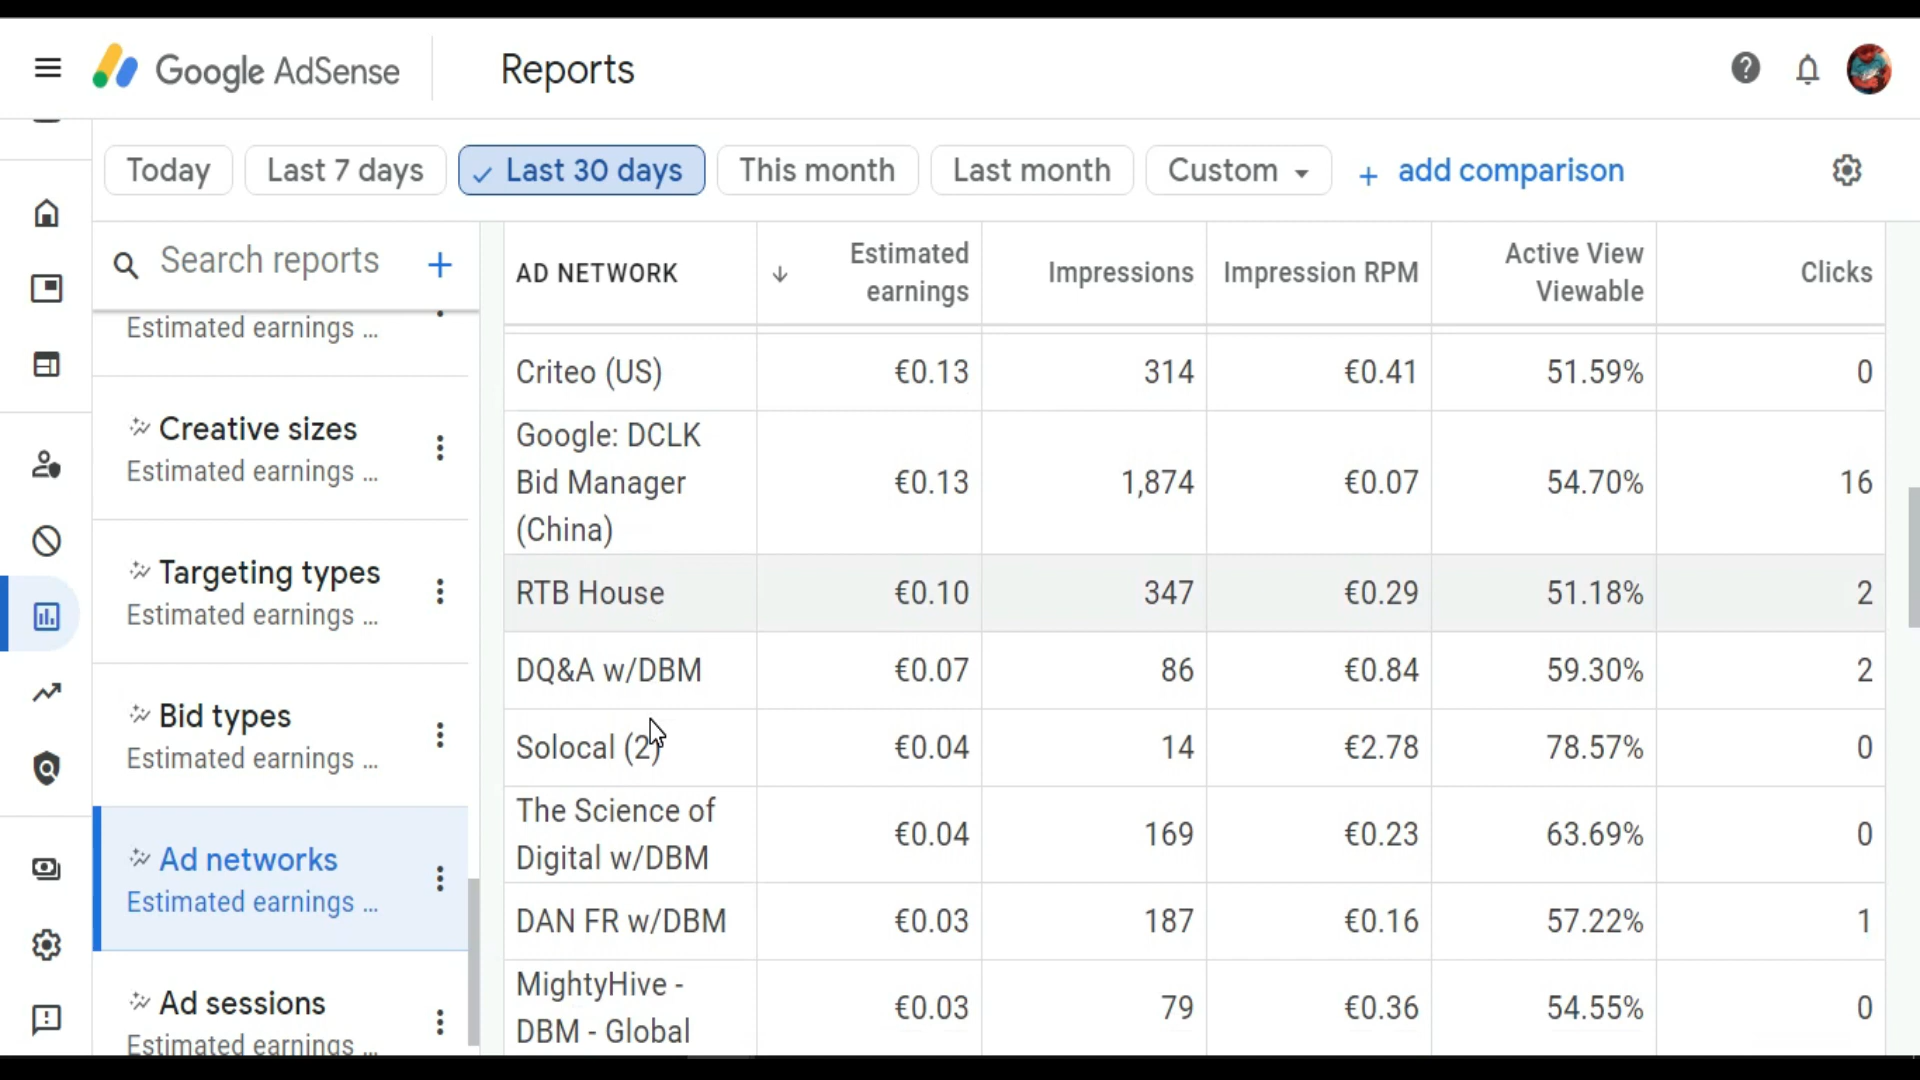 Google AdSense
Reports
Today
Last 7 days
Last 30 days
This month
Last month
Custom
+ add comparison
Search reports
+
Estimated earnings ...
Creative sizes
Estimated earnings ...
Targeting types
Estimated earnings ...
Bid types
Estimated earnings ...
Ad networks
Estimated earnings ...
Ad sessions
Estimated earnings ...
AD NETWORK
Estimated
earnings
Impressions
Impression RPM
Active View
Viewable
Clicks
Criteo (US) €0.13 314 €0.41 51.59% 0
Google: DCLK
Bid Manager
(China)
€0.13 1,874 €0.07 54.70% 16
RTB House €0.10 347 €0.29 51.18% 2
DQ&A w/DBM €0.07 86 €0.84 59.30% 2
Solocal (2) €0.04 14 €2.78 78.57% 0
The Science of
Digital w/DBM
€0.04 169 €0.23 63.69% 0
DAN FR w/DBM €0.03 187 €0.16 57.22% 1
MightyHive -
DBM - Global
€0.03 79 €0.36 54.55% 0